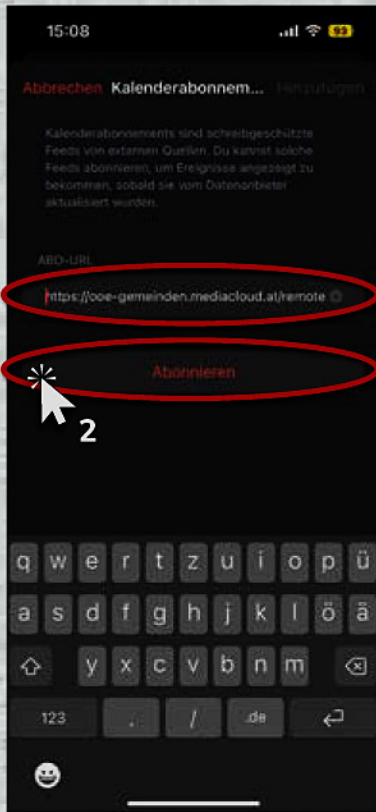 15:08 93
Abbrechen Kalenderabonnem... Hinzufügen
Kalenderabonnements sind schreibgeschützte
Feeds von externen Quellen. Du kannst solche
Feeds abonnieren, um Ereignisse angezeigt zu
bekommen, sobald sie vom Datenanbieter
aktualisiert wurden.
ABO-URL
https://ooe-gemeinden.mediacloud.at/remote
Abonnieren
2
q w e r t z u i o p ü
a s d f g h j k l ö ä
y x c v b n m
123 . / .de